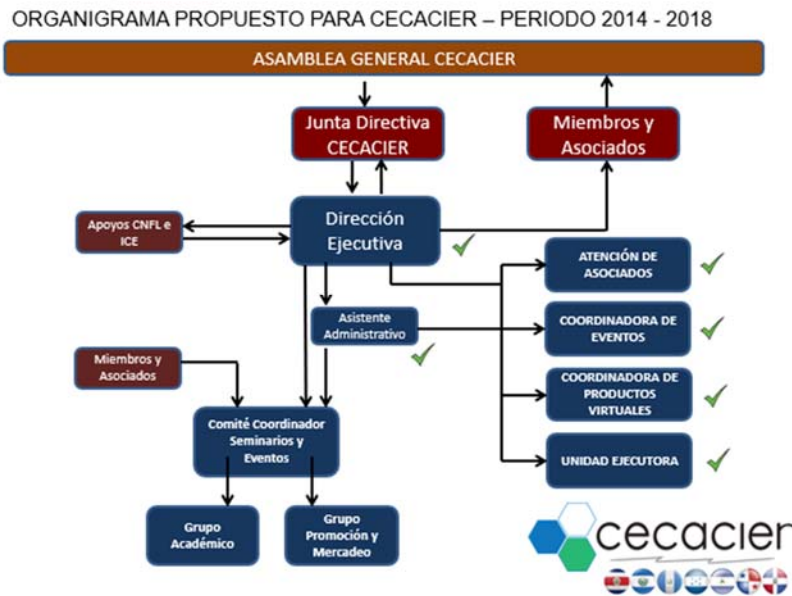 ORGANIGRAMA PROPUESTO PARA CECACIER – PERIODO 2014 - 2018
ASAMBLEA GENERAL CECACIER
Junta Directiva
CECACIER
Miembros y
Asociados
Apoyos CNFL e
ICE
Dirección
Ejecutiva
ATENCIÓN DE
ASOCIADOS
Asistente
Administrativo
COORDINADORA DE
EVENTOS
Miembros y
Asociados
COORDINADORA DE
PRODUCTOS
VIRTUALES
Comité Coordinador
Seminarios y
Eventos
UNIDAD EJECUTORA
Grupo
Académico
Grupo
Promoción y
Mercadeo
cecacier